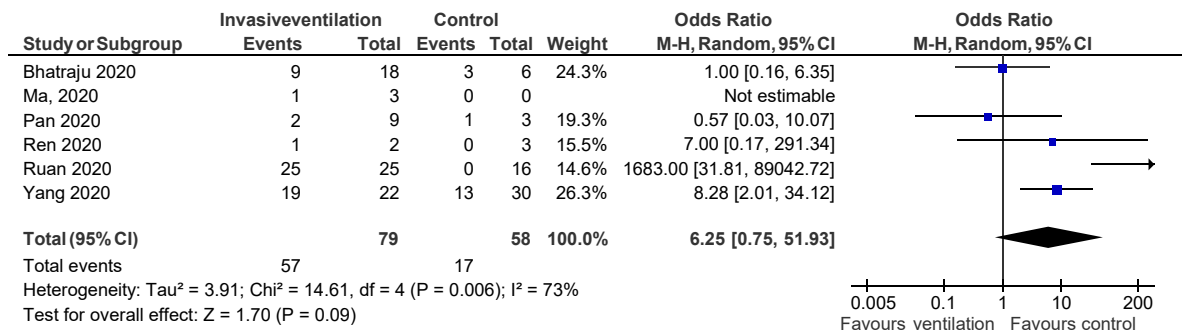 Invasiveventilation Control Odds Ratio Odds Ratio
Study or Subgroup Events Total Events Total Weight M-H, Random, 95% CI M-H, Random, 95% CI
Bhatraju 2020 9 18 3 6 24.3% 1.00 [0.16, 6.35]
Ma, 2020 1 3 0 0 Not estimable
Pan 2020 2 9 1 3 19.3% 0.57 [0.03, 10.07]
Ren 2020 1 2 0 3 15.5% 7.00 [0.17, 291.34]
Ruan 2020 25 25 0 16 14.6% 1683.00 [31.81, 89042.72]
Yang 2020 19 22 13 30 26.3% 8.28 [2.01, 34.12]
Total (95% CI) 79 58 100.0% 6.25 [0.75, 51.93]
Total events 57 17
Heterogeneity: Tau² = 3.91; Chi² = 14.61, df = 4 (P = 0.006); I² = 73%
Test for overall effect: Z = 1.70 (P = 0.09)
0.005 0.1 1 10 200
Favours ventilation Favours control